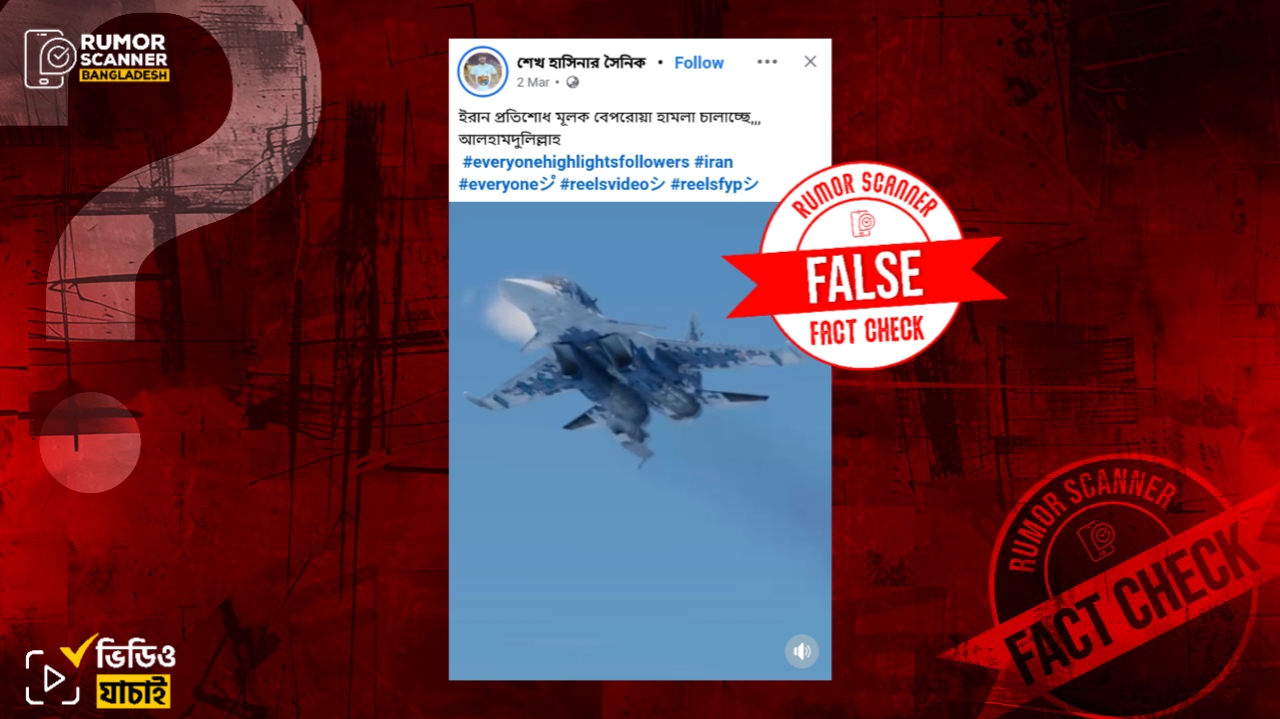 RUMOR
SCANNER
BANGLADESH
শেখ হাসিনার সৈনিক • Follow
2 Mar •
ইরান প্রতিশোধ মূলক বেপরোয়া হামলা চালাচ্ছে,,,
আলহামদুলিল্লাহ
#everyonehighlightsfollowers #iran
#everyoneジ #reelsvideoシ #reelsfypシ
RUMOR SCANNER
FALSE
FACT CHECK
RUMOR SCANNER
FACT CHECK
ভিডিও
যাচাই